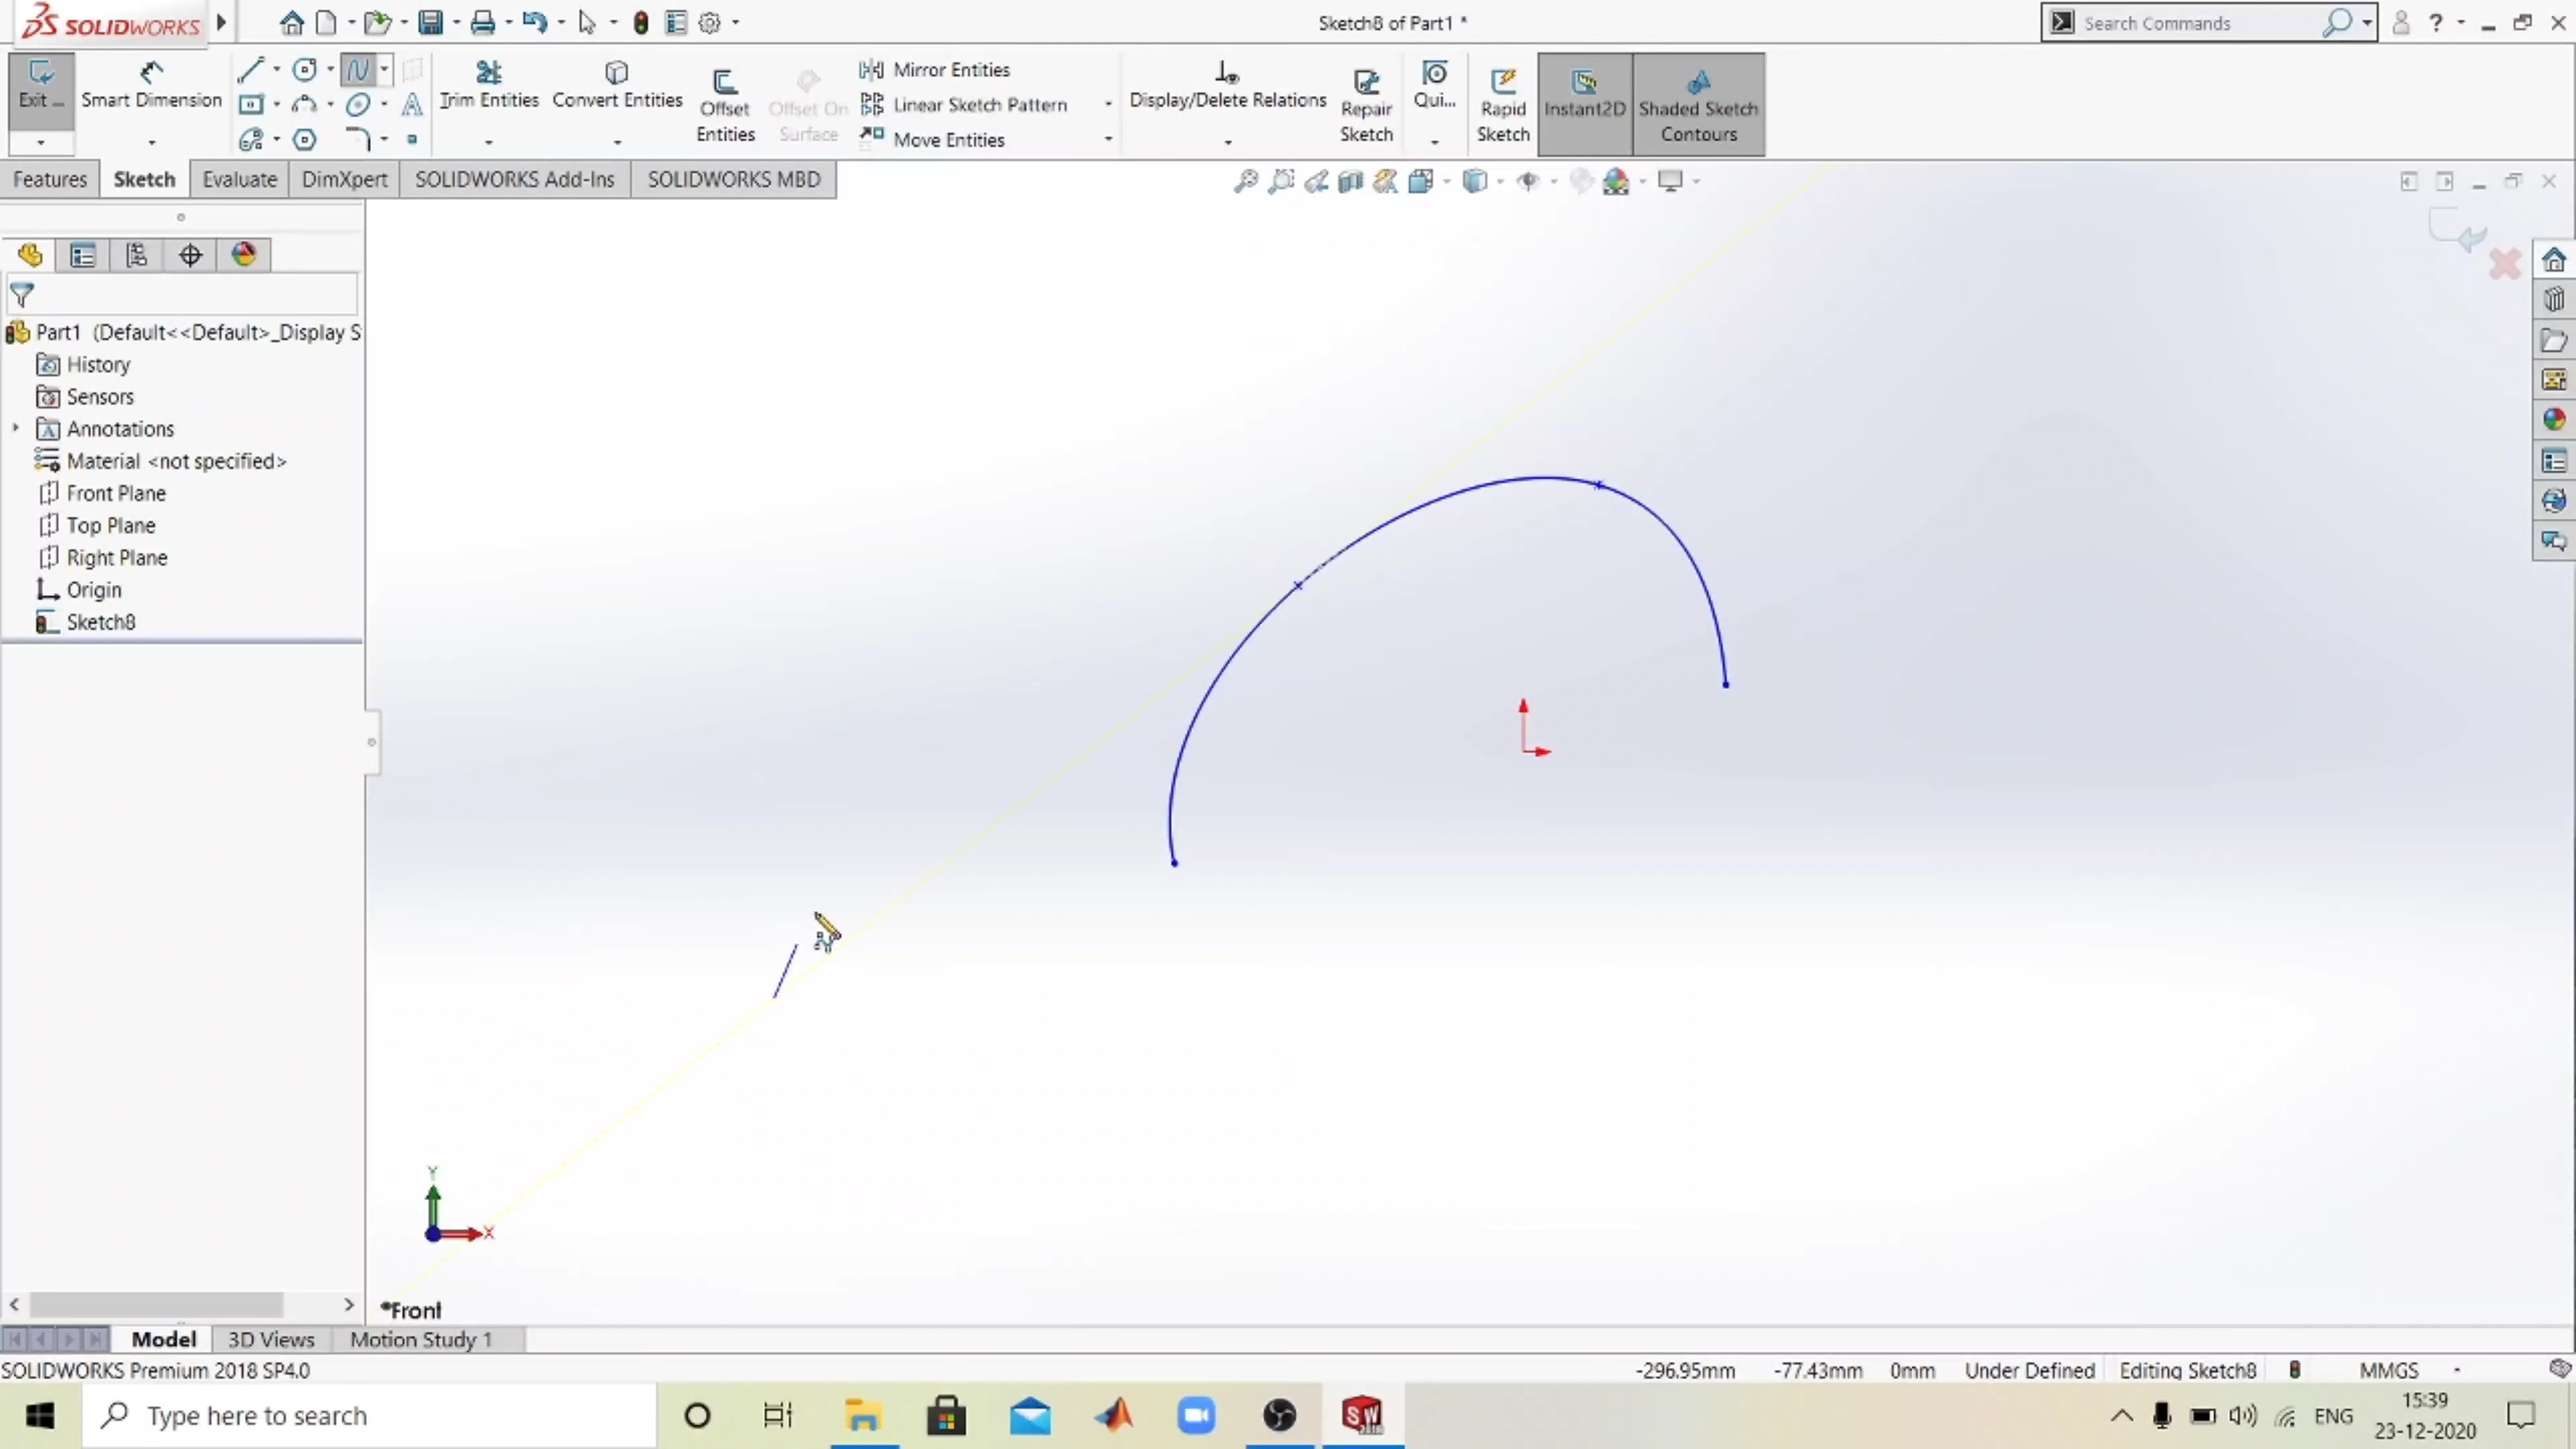 SOLIDWORKS
Sketch8 of Part1 *
Search Commands
Exit ...
Smart Dimension
Trim Entities
Convert Entities
Offset Entities
Offset On Surface
Mirror Entities
Linear Sketch Pattern
Move Entities
Display/Delete Relations
Repair Sketch
Qui...
Rapid Sketch
Instant2D
Shaded Sketch Contours
Features
Sketch
Evaluate
DimXpert
SOLIDWORKS Add-Ins
SOLIDWORKS MBD
Part1 (Default<<Default>_Display S
History
Sensors
Annotations
Material <not specified>
Front Plane
Top Plane
Right Plane
Origin
Sketch8
Y
X
*Front
Model
3D Views
Motion Study 1
SOLIDWORKS Premium 2018 SP4.0
-296.95mm
-77.43mm
0mm
Under Defined
Editing Sketch8
MMGS
Type here to search
ENG
15:39
23-12-2020